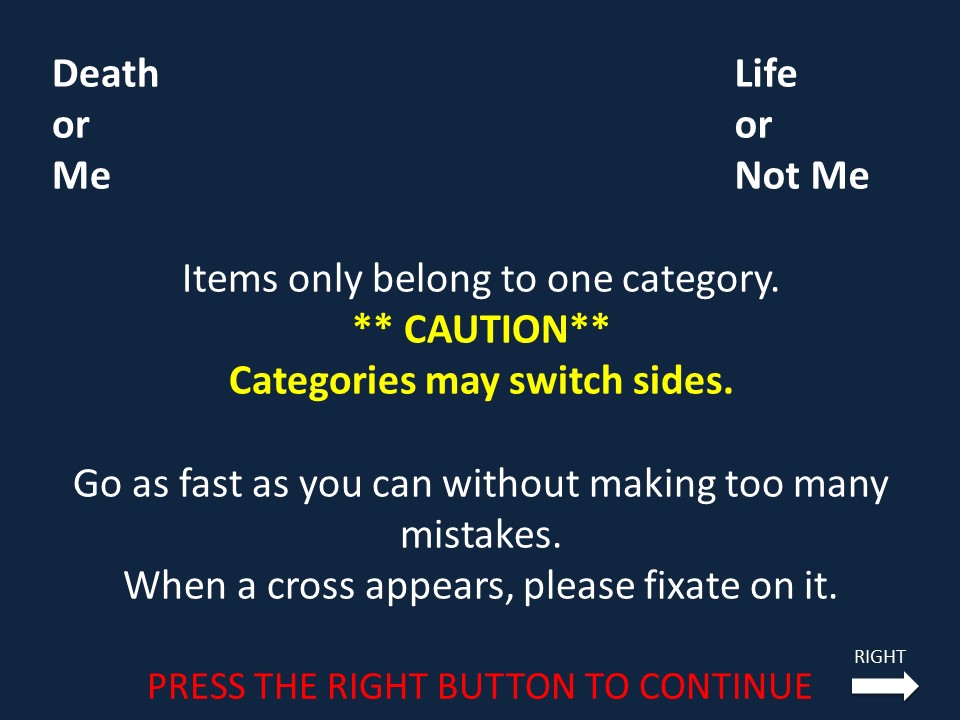 Death Life
or or
Me Not Me
Items only belong to one category.
** CAUTION**
Categories may switch sides.
Go as fast as you can without making too many
mistakes.
When a cross appears, please fixate on it.
RIGHT
PRESS THE RIGHT BUTTON TO CONTINUE